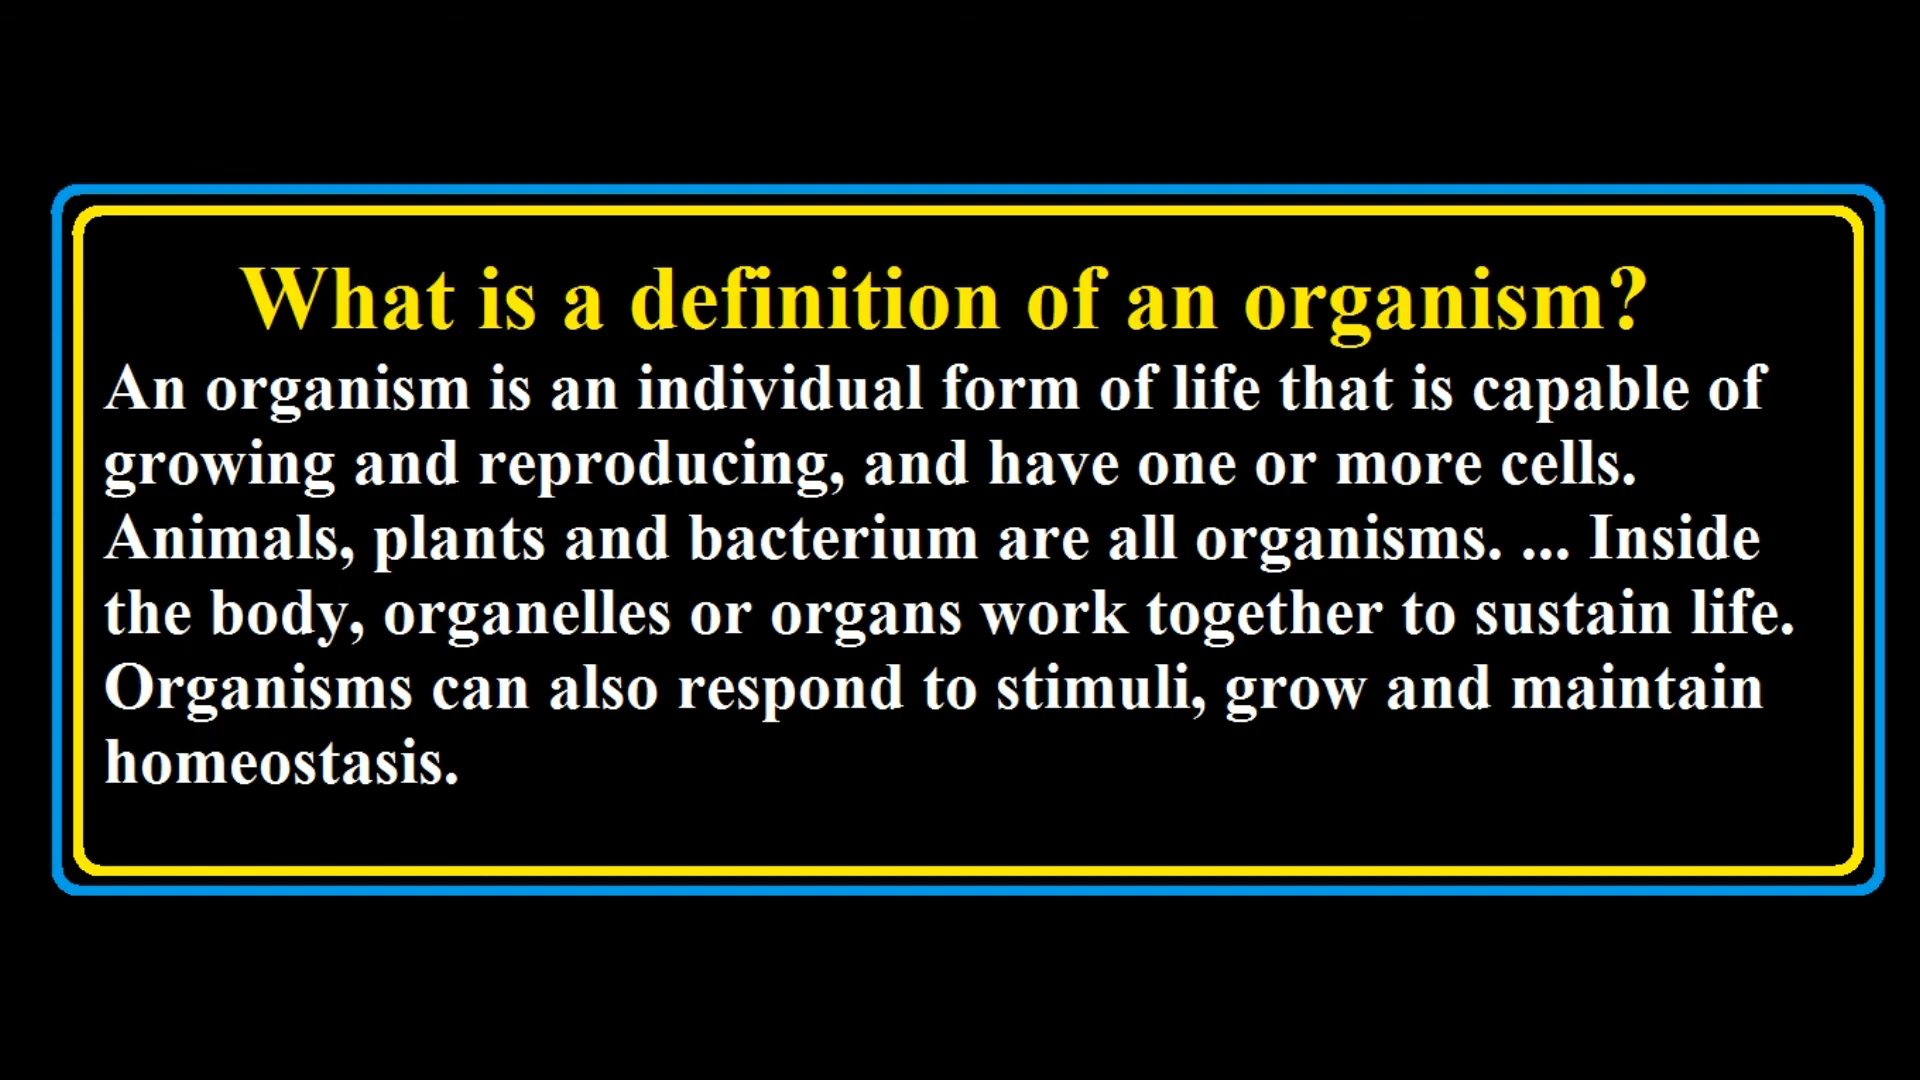 What is a definition of an organism?
An organism is an individual form of life that is capable of
growing and reproducing, and have one or more cells.
Animals, plants and bacterium are all organisms. ... Inside
the body, organelles or organs work together to sustain life.
Organisms can also respond to stimuli, grow and maintain
homeostasis.